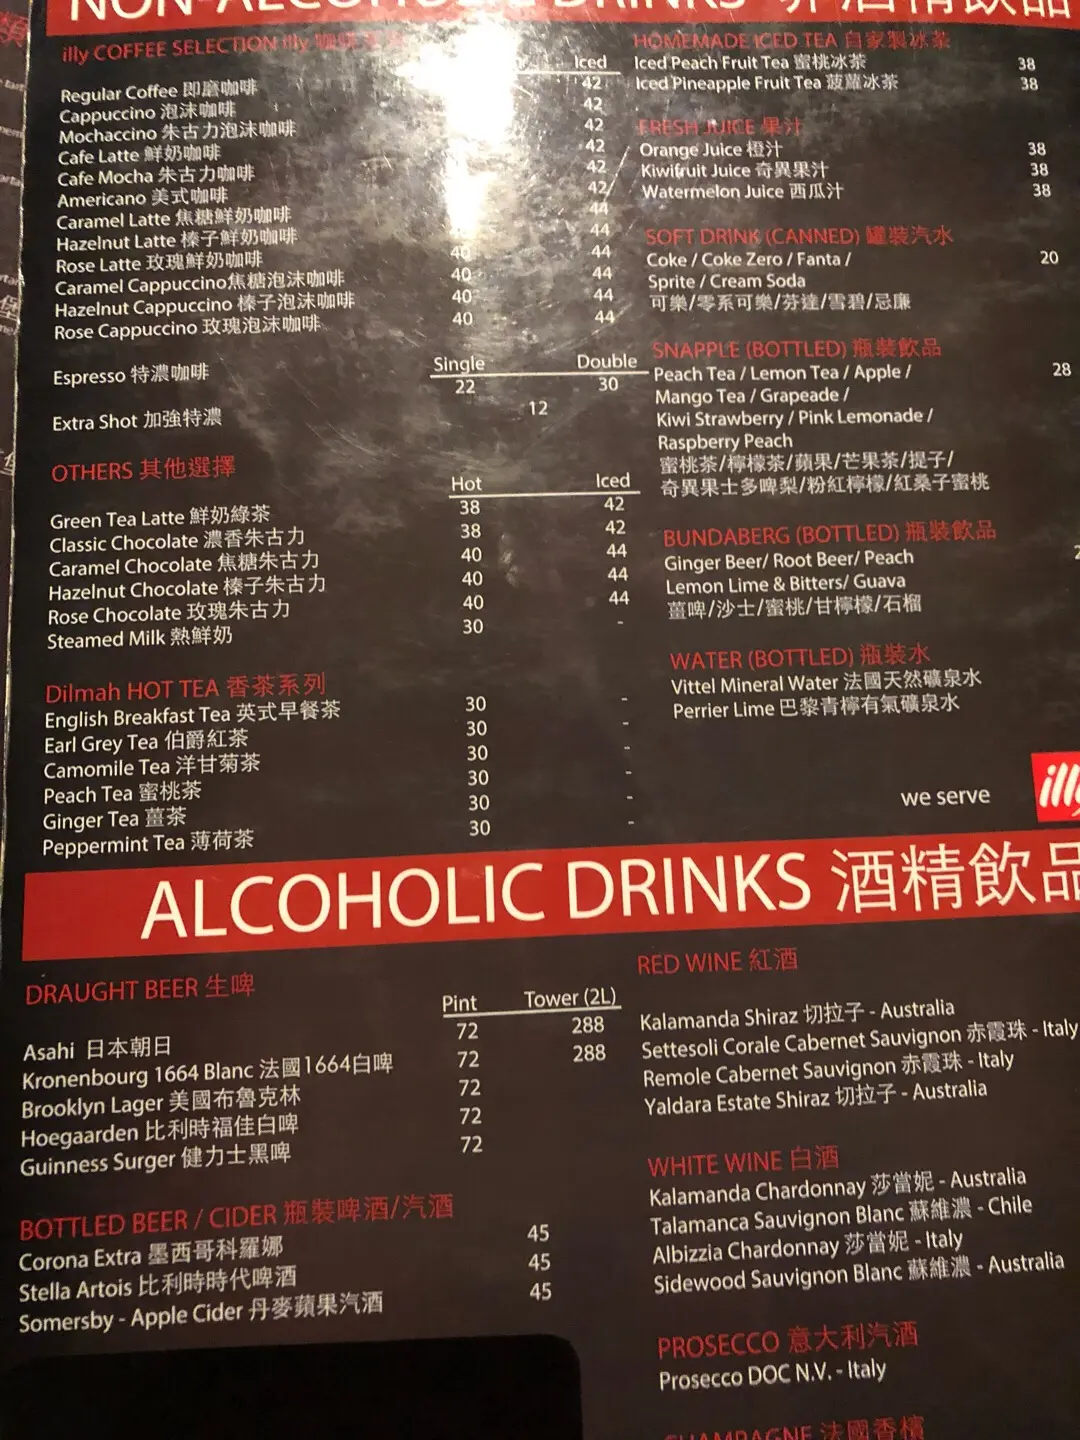 NON-ALCOHOLIC DRINKS 非酒精飲品
illy COFFEE SELECTION illy 咖啡
Iced
Regular Coffee 即磨咖啡 42
Cappuccino 泡沫咖啡 42
Mochaccino 朱古力泡沫咖啡 42
Cafe Latte 鮮奶咖啡 42
Cafe Mocha 朱古力咖啡 42
Americano 美式咖啡 42
Caramel Latte 焦糖鮮奶咖啡 44
Hazelnut Latte 榛子鮮奶咖啡 44
Rose Latte 玫瑰鮮奶咖啡 40 44
Caramel Cappuccino焦糖泡沫咖啡 40 44
Hazelnut Cappuccino 榛子泡沫咖啡 40 44
Rose Cappuccino 玫瑰泡沫咖啡 40 44
Single Double
Espresso 特濃咖啡 22 30
Extra Shot 加強特濃 12
OTHERS 其他選擇
Hot Iced
Green Tea Latte 鮮奶綠茶 38 42
Classic Chocolate 濃香朱古力 38 42
Caramel Chocolate 焦糖朱古力 40 44
Hazelnut Chocolate 榛子朱古力 40 44
Rose Chocolate 玫瑰朱古力 40 44
Steamed Milk 熱鮮奶 30 -
Dilmah HOT TEA 香茶系列
English Breakfast Tea 英式早餐茶 30 -
Earl Grey Tea 伯爵紅茶 30 -
Camomile Tea 洋甘菊茶 30 -
Peach Tea 蜜桃茶 30 -
Ginger Tea 薑茶 30 -
Peppermint Tea 薄荷茶 30 -
HOMEMADE ICED TEA 自家製冰茶
Iced Peach Fruit Tea 蜜桃冰茶 38
Iced Pineapple Fruit Tea 菠蘿冰茶 38
FRESH JUICE 果汁
Orange Juice 橙汁 38
Kiwifruit Juice 奇異果汁 38
Watermelon Juice 西瓜汁 38
SOFT DRINK (CANNED) 罐裝汽水
Coke / Coke Zero / Fanta / 20
Sprite / Cream Soda
可樂/零系可樂/芬達/雪碧/忌廉
SNAPPLE (BOTTLED) 瓶裝飲品
Peach Tea / Lemon Tea / Apple / 28
Mango Tea / Grapeade /
Kiwi Strawberry / Pink Lemonade /
Raspberry Peach
蜜桃茶/檸檬茶/蘋果/芒果茶/提子/
奇異果士多啤梨/粉紅檸檬/紅桑子蜜桃
BUNDABERG (BOTTLED) 瓶裝飲品
Ginger Beer/ Root Beer/ Peach
Lemon Lime & Bitters/ Guava
薑啤/沙士/蜜桃/甘檸檬/石榴
WATER (BOTTLED) 瓶裝水
Vittel Mineral Water 法國天然礦泉水
Perrier Lime 巴黎青檸有氣礦泉水
we serve illy
ALCOHOLIC DRINKS 酒精飲品
DRAUGHT BEER 生啤
Pint Tower (2L)
Asahi 日本朝日 72 288
Kronenbourg 1664 Blanc 法國1664白啤 72 288
Brooklyn Lager 美國布魯克林 72
Hoegaarden 比利時福佳白啤 72
Guinness Surger 健力士黑啤 72
BOTTLED BEER / CIDER 瓶裝啤酒/汽酒
Corona Extra 墨西哥科羅娜 45
Stella Artois 比利時時代啤酒 45
Somersby - Apple Cider 丹麥蘋果汽酒 45
RED WINE 紅酒
Kalamanda Shiraz 切拉子 - Australia
Settesoli Corale Cabernet Sauvignon 赤霞珠 - Italy
Remole Cabernet Sauvignon 赤霞珠 - Italy
Yaldara Estate Shiraz 切拉子 - Australia
WHITE WINE 白酒
Kalamanda Chardonnay 莎當妮 - Australia
Talamanca Sauvignon Blanc 蘇維濃 - Chile
Albizzia Chardonnay 莎當妮 - Italy
Sidewood Sauvignon Blanc 蘇維濃 - Australia
PROSECCO 意大利汽酒
Prosecco DOC N.V. - Italy
CHAMPAGNE 法國香檳